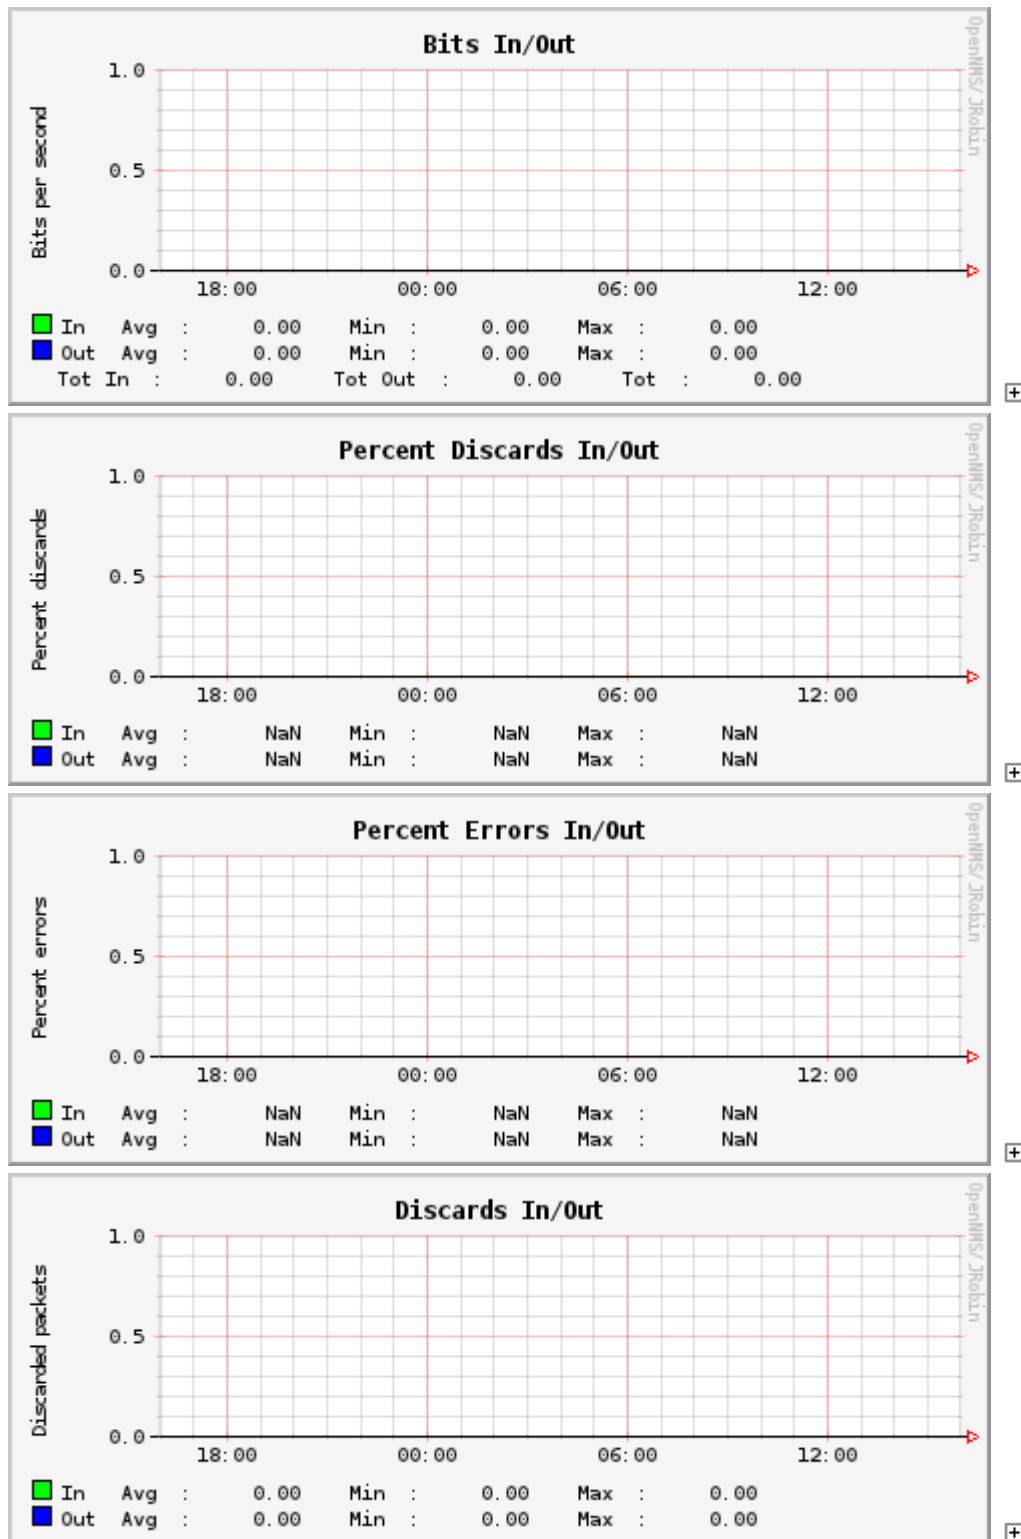 Bits In/Out
OpenNMS/JRobin
Bits per second
1.0
0.5
0.0
18:00 00:00 06:00 12:00
In Avg : 0.00 Min : 0.00 Max : 0.00
Out Avg : 0.00 Min : 0.00 Max : 0.00
Tot In : 0.00 Tot Out : 0.00 Tot : 0.00
Percent Discards In/Out
OpenNMS/JRobin
Percent discards
1.0
0.5
0.0
18:00 00:00 06:00 12:00
In Avg : NaN Min : NaN Max : NaN
Out Avg : NaN Min : NaN Max : NaN
Percent Errors In/Out
OpenNMS/JRobin
Percent errors
1.0
0.5
0.0
18:00 00:00 06:00 12:00
In Avg : NaN Min : NaN Max : NaN
Out Avg : NaN Min : NaN Max : NaN
Discards In/Out
OpenNMS/JRobin
Discarded packets
1.0
0.5
0.0
18:00 00:00 06:00 12:00
In Avg : 0.00 Min : 0.00 Max : 0.00
Out Avg : 0.00 Min : 0.00 Max : 0.00